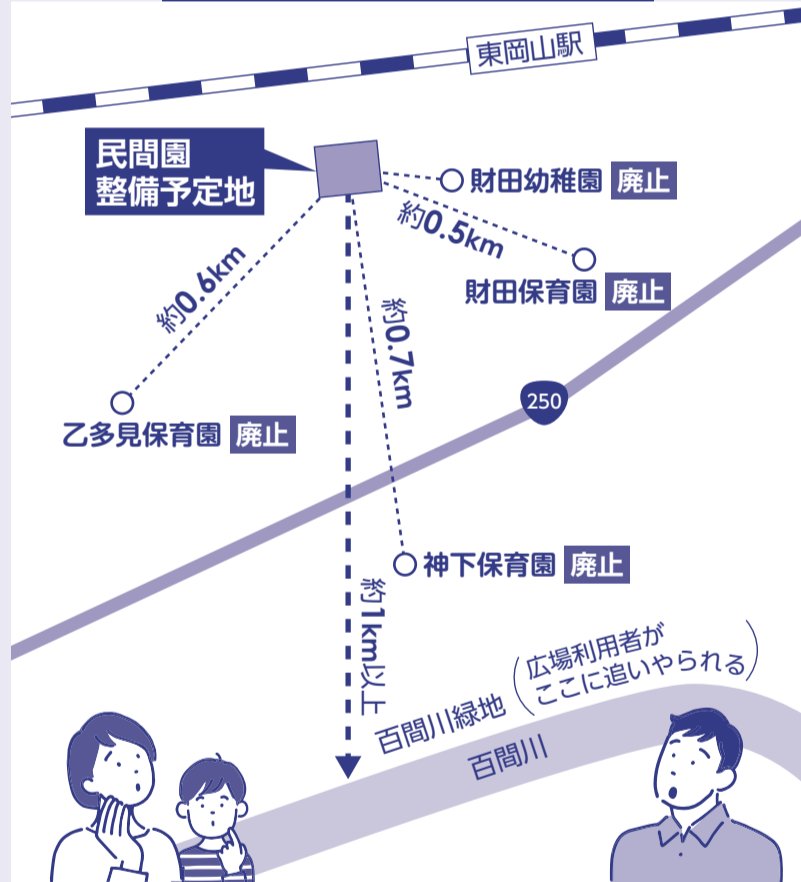 東岡山駅
民間園
整備予定地
財田幼稚園 廃止
約0.5km
財田保育園 廃止
約0.6km
約0.7km
250
乙多見保育園 廃止
神下保育園 廃止
約1km以上
広場利用者が
ここに追いやられる
百間川緑地
百間川